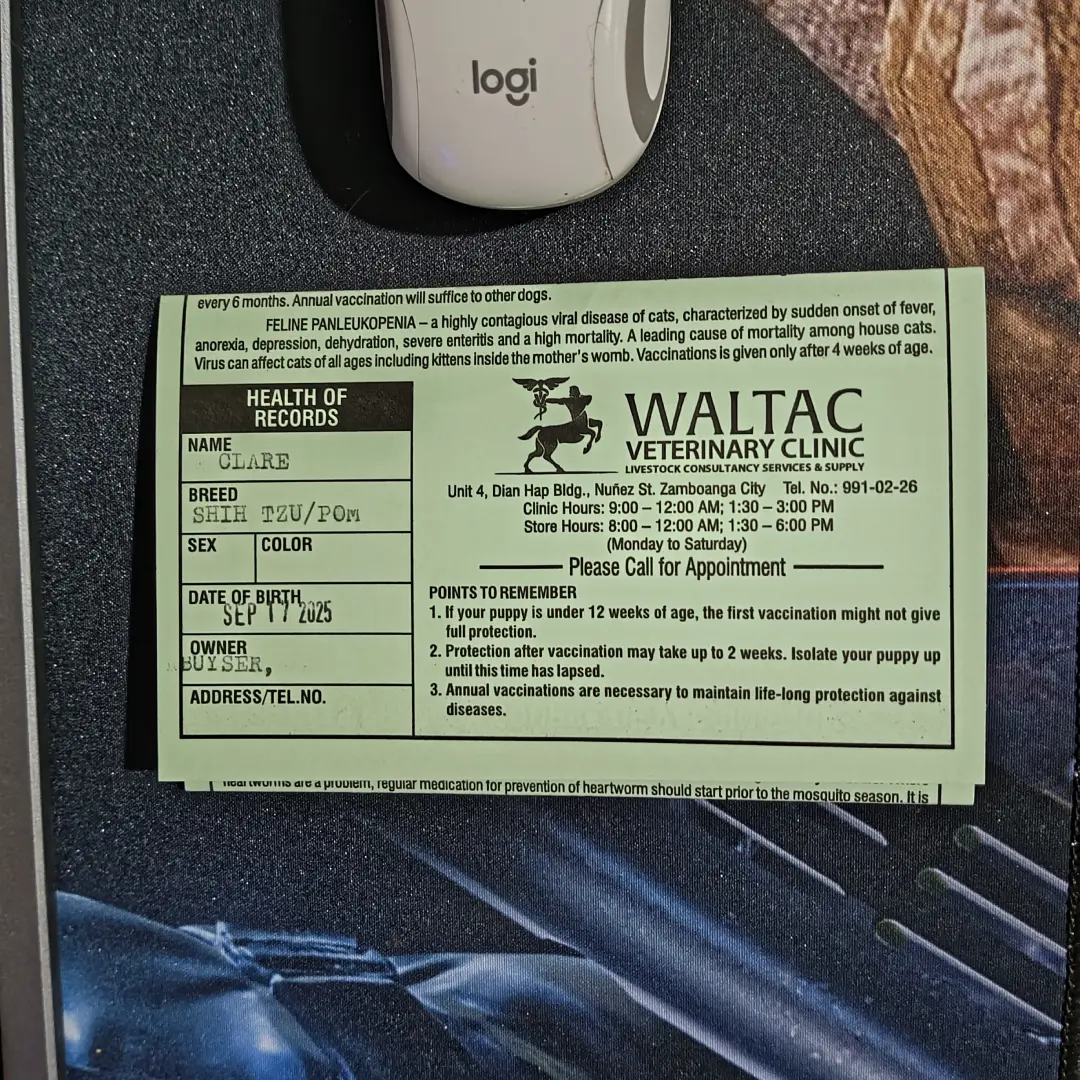 logi
every 6 months. Annual vaccination will suffice to other dogs.
FELINE PANLEUKOPENIA – a highly contagious viral disease of cats, characterized by sudden onset of fever,
anorexia, depression, dehydration, severe enteritis and a high mortality. A leading cause of mortality among house cats.
Virus can affect cats of all ages including kittens inside the mother's womb. Vaccinations is given only after 4 weeks of age.
HEALTH OF
RECORDS
NAME
CLARE
BREED
SHIH TZU/POM
SEX
COLOR
DATE OF BIRTH
SEP 17 2025
OWNER
BUYSER,
ADDRESS/TEL.NO.
WALTAC
VETERINARY CLINIC
LIVESTOCK CONSULTANCY SERVICES & SUPPLY
Unit 4, Dian Hap Bldg., Nuñez St. Zamboanga City Tel. No.: 991-02-26
Clinic Hours: 9:00 – 12:00 AM; 1:30 – 3:00 PM
Store Hours: 8:00 – 12:00 AM; 1:30 – 6:00 PM
(Monday to Saturday)
Please Call for Appointment
POINTS TO REMEMBER
1. If your puppy is under 12 weeks of age, the first vaccination might not give
full protection.
2. Protection after vaccination may take up to 2 weeks. Isolate your puppy up
until this time has lapsed.
3. Annual vaccinations are necessary to maintain life-long protection against
diseases.
heartworms are a problem, regular medication for prevention of heartworm should start prior to the mosquito season. It is